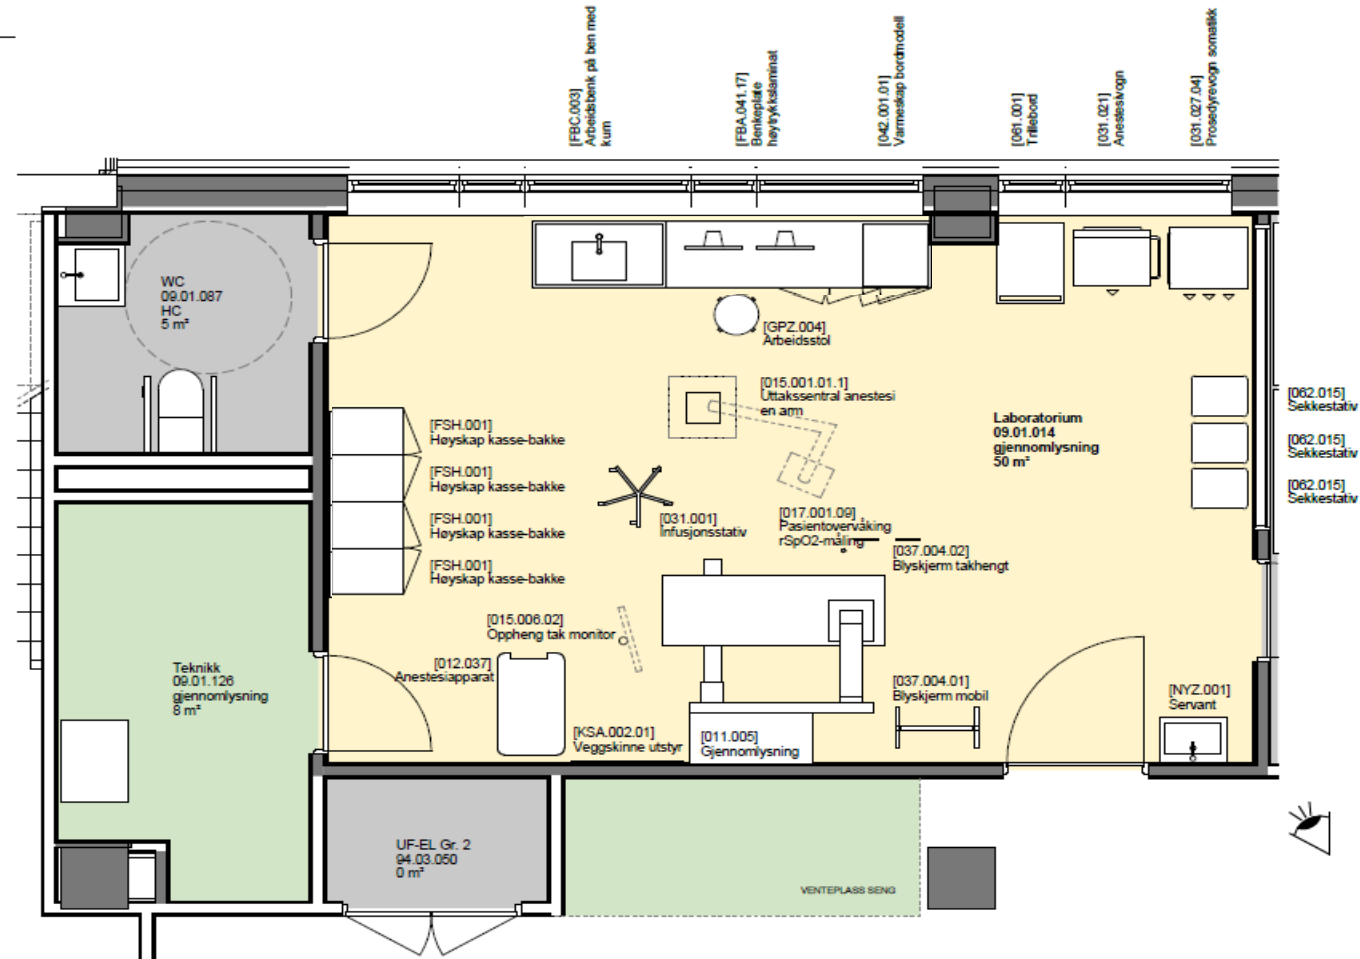 [FBC.003]
Arbeidsbenk på ben med
kum
[FBA.041.17]
Benkeplate
høytrykkslaminat
[042.001.01]
Varmeskap bordmodell
[061.001]
Trillebord
[031.021]
Anestesivogn
[031.027.04]
Prosedyrevogn somatikk
WC
09.01.087
HC
5 m²
[GPZ.004]
Arbeidsstol
[015.001.01.1]
Uttakssentral anestesi
en arm
Laboratorium
09.01.014
gjennomlysning
50 m²
[062.015]
Sekkestativ
[062.015]
Sekkestativ
[062.015]
Sekkestativ
[FSH.001]
Høyskap kasse-bakke
[FSH.001]
Høyskap kasse-bakke
[FSH.001]
Høyskap kasse-bakke
[FSH.001]
Høyskap kasse-bakke
[031.001]
Infusjonsstativ
[017.001.09]
Pasientovervåking
rSpO2-måling
[037.004.02]
Blyskjerm takhengt
[015.006.02]
Oppheng tak monitor
[012.037]
Anestesiapparat
Teknikk
09.01.126
gjennomlysning
8 m²
[037.004.01]
Blyskjerm mobil
[NYZ.001]
Servant
[KSA.002.01]
Veggskinne utstyr
[011.005]
Gjennomlysning
UF-EL Gr. 2
94.03.050
0 m²
VENTEPLASS SENG